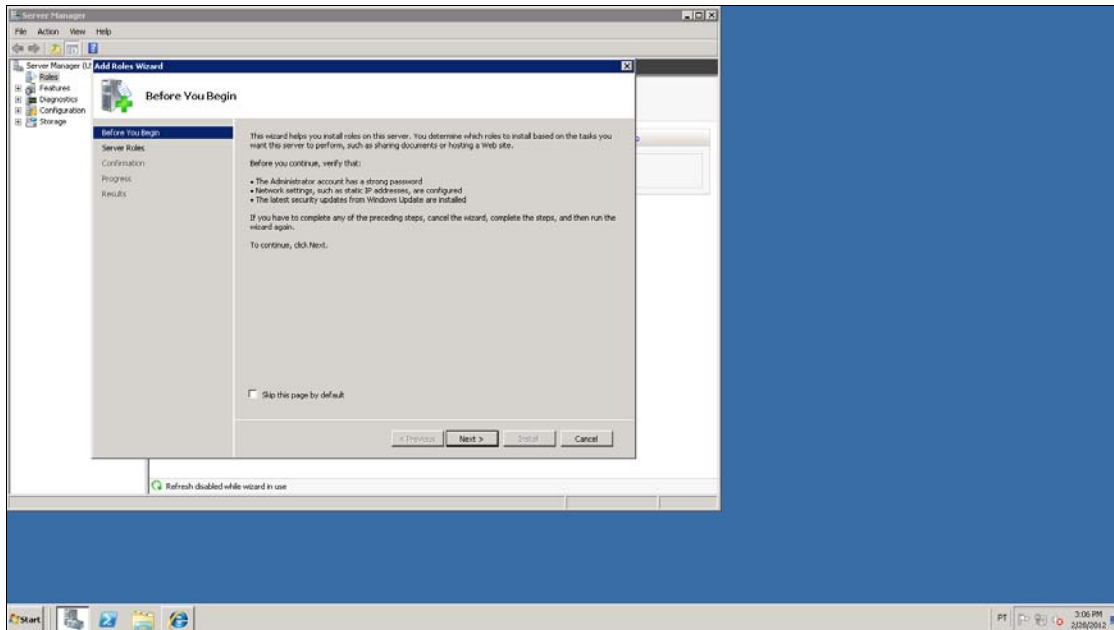 Server Manager
File Action View Help
Server Manager (U
Roles
Features
Diagnostics
Configuration
Storage
Add Roles Wizard
Before You Begin
Before You Begin
Server Roles
Confirmation
Progress
Results
This wizard helps you install roles on this server. You determine which roles to install based on the tasks you
want this server to perform, such as sharing documents or hosting a Web site.
Before you continue, verify that:
• The Administrator account has a strong password
• Network settings, such as static IP addresses, are configured
• The latest security updates from Windows Update are installed
If you have to complete any of the preceding steps, cancel the wizard, complete the steps, and then run the
wizard again.
To continue, click Next.
Skip this page by default
< Previous Next > Install Cancel
Refresh disabled while wizard in use
Start PT 3:06 PM
2/28/2012